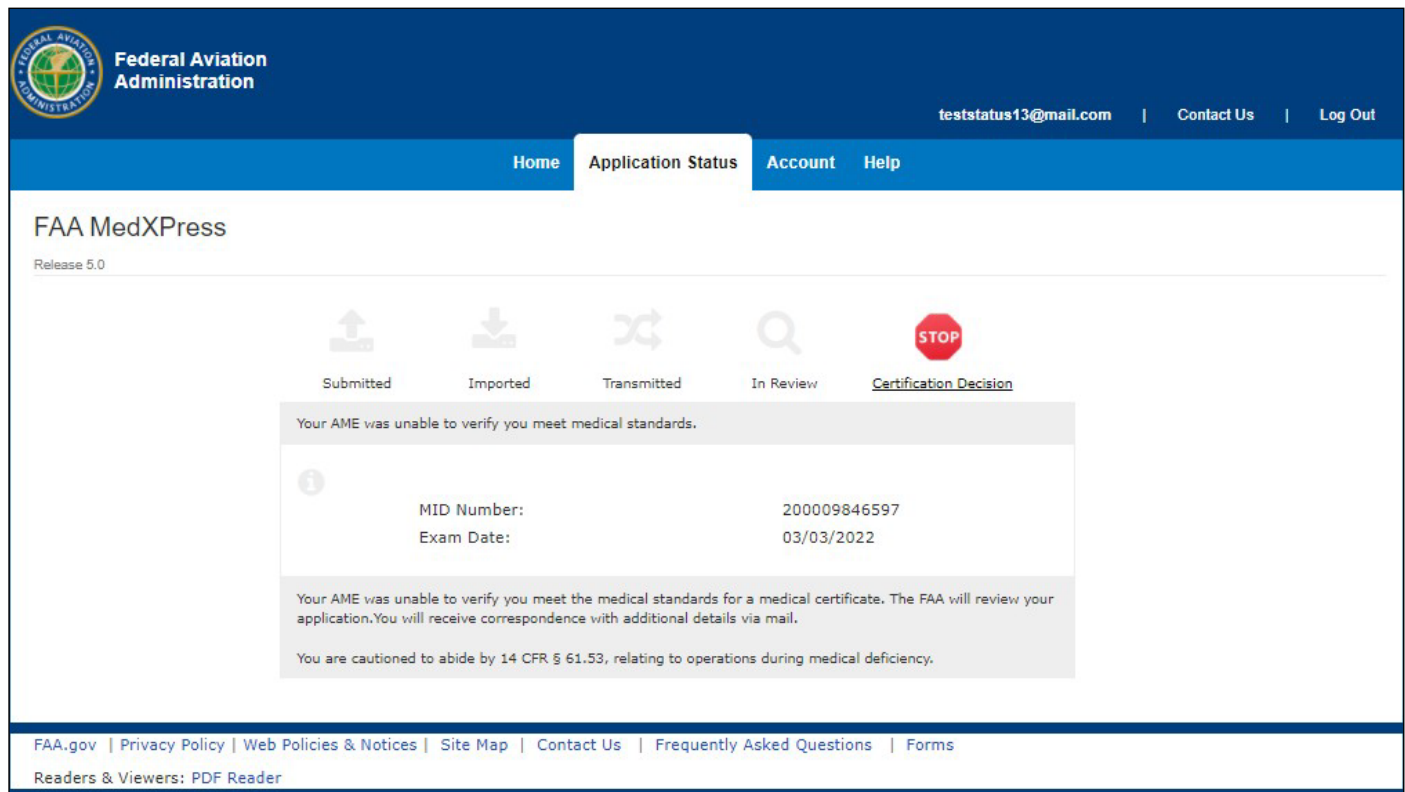 FEDERAL AVIATION
ADMINISTRATION
Federal Aviation
Administration
teststatus13@mail.com | Contact Us | Log Out
Home Application Status Account Help
FAA MedXPress
Release 5.0
STOP
Submitted Imported Transmitted In Review Certification Decision
Your AME was unable to verify you meet medical standards.
MID Number: 200009846597
Exam Date: 03/03/2022
Your AME was unable to verify you meet the medical standards for a medical certificate. The FAA will review your
application.You will receive correspondence with additional details via mail.
You are cautioned to abide by 14 CFR § 61.53, relating to operations during medical deficiency.
FAA.gov | Privacy Policy | Web Policies & Notices | Site Map | Contact Us | Frequently Asked Questions | Forms
Readers & Viewers: PDF Reader